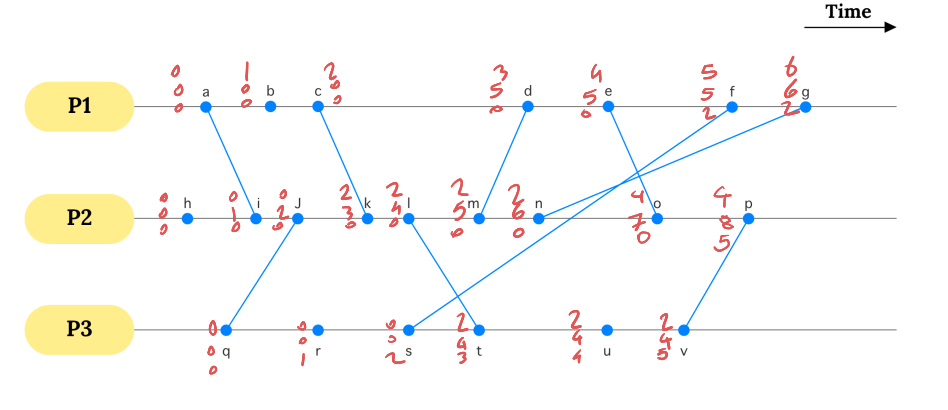 Time
0 1 2 3 4 5 6
P1
0 a 0 b 0 c 5 d 5 e 5 f 6 g
0 0 0 0 0 2 2
0 0 0 2 2 2 2 4 4
P2
0 h 1 i 2 J 3 k 4 l 5 m 6 n 7 o 8 p
0 0 0 0 0 0 0 0 5
0 0 0 2 2 2
P3
0 q 0 r 0 s 4 t 4 u 4 v
0 1 2 3 4 5